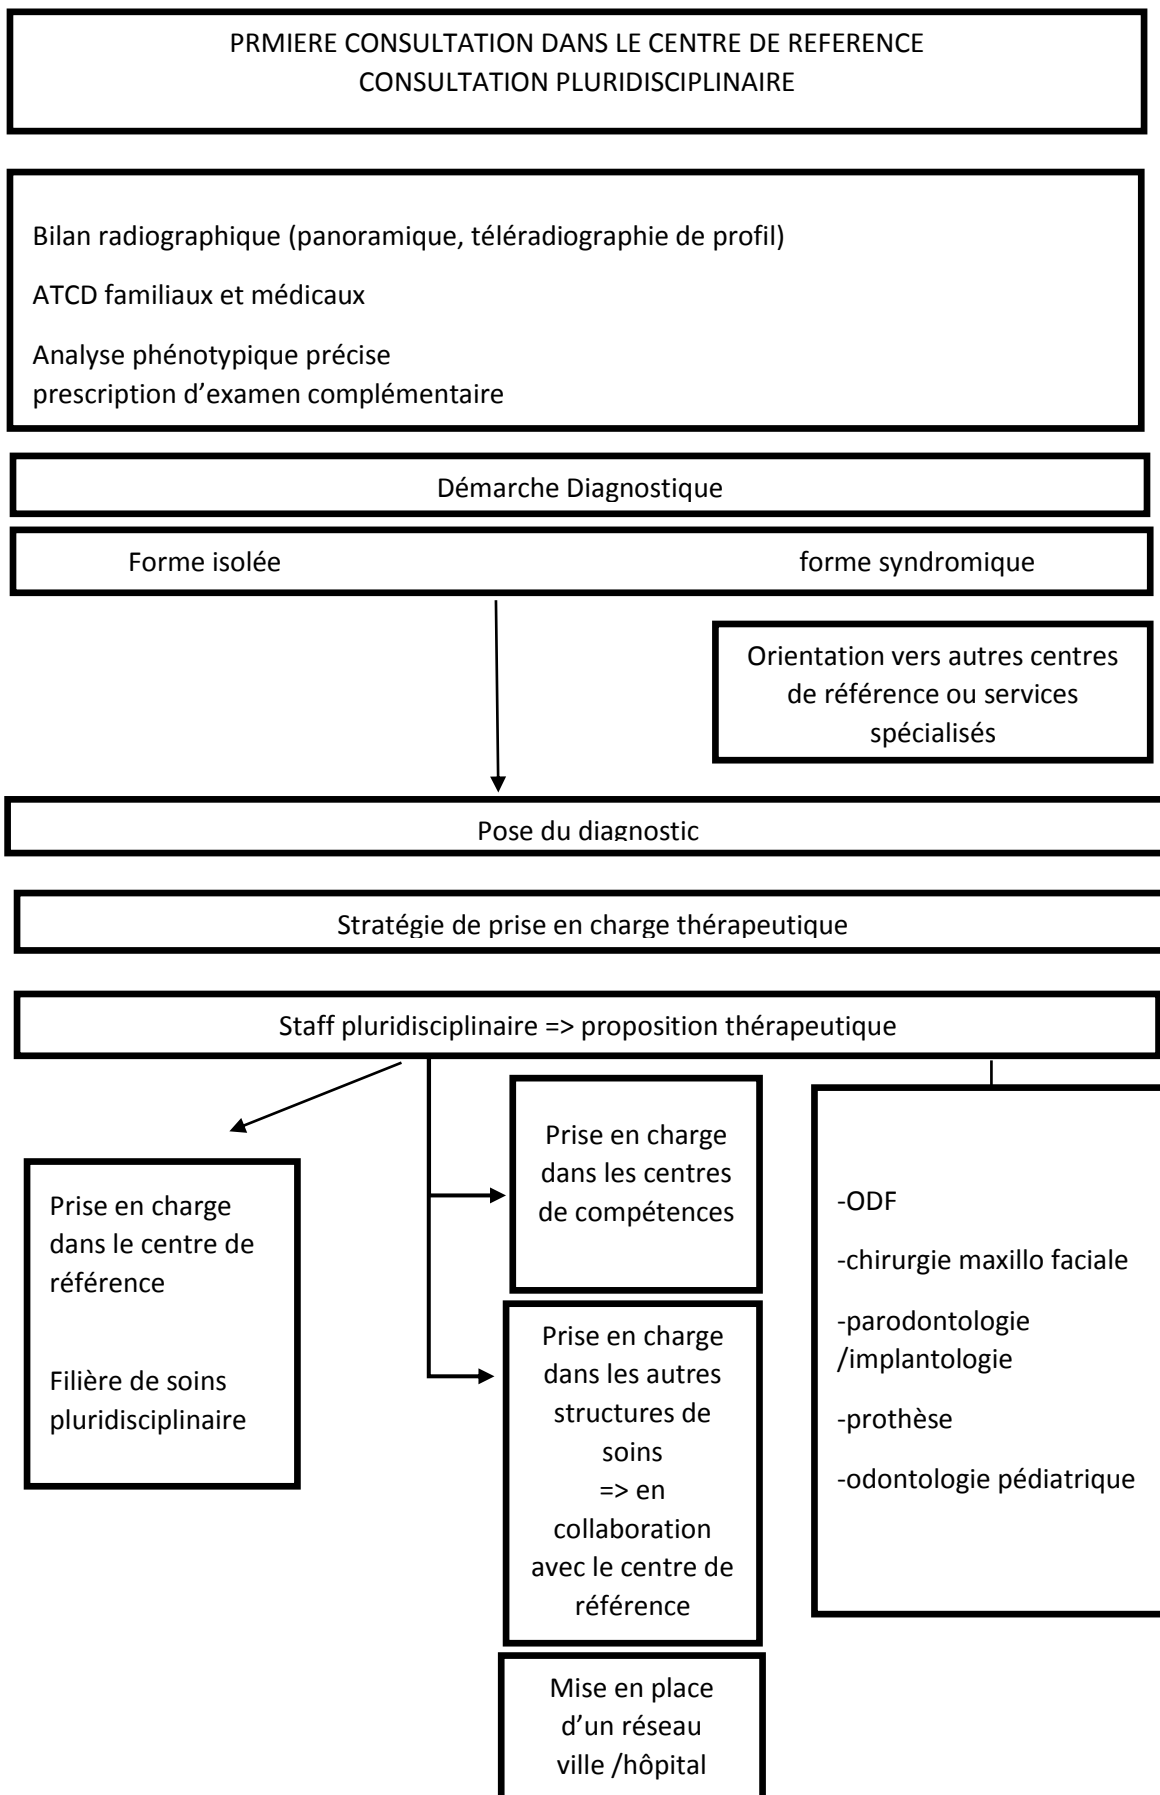 PRMIERE CONSULTATION DANS LE CENTRE DE REFERENCE
CONSULTATION PLURIDISCIPLINAIRE
Bilan radiographique (panoramique, téléradiographie de profil)
ATCD familiaux et médicaux
Analyse phénotypique précise
prescription d’examen complémentaire
Démarche Diagnostique
Forme isolée
forme syndromique
Orientation vers autres centres
de référence ou services
spécialisés
Pose du diagnostic
Stratégie de prise en charge thérapeutique
Staff pluridisciplinaire => proposition thérapeutique
Prise en charge
dans le centre de
référence
Filière de soins
pluridisciplinaire
Prise en charge
dans les centres
de compétences
Prise en charge
dans les autres
structures de
soins
=> en
collaboration
avec le centre de
référence
Mise en place
d’un réseau
ville /hôpital
-ODF
-chirurgie maxillo faciale
-parodontologie
/implantologie
-prothèse
-odontologie pédiatrique